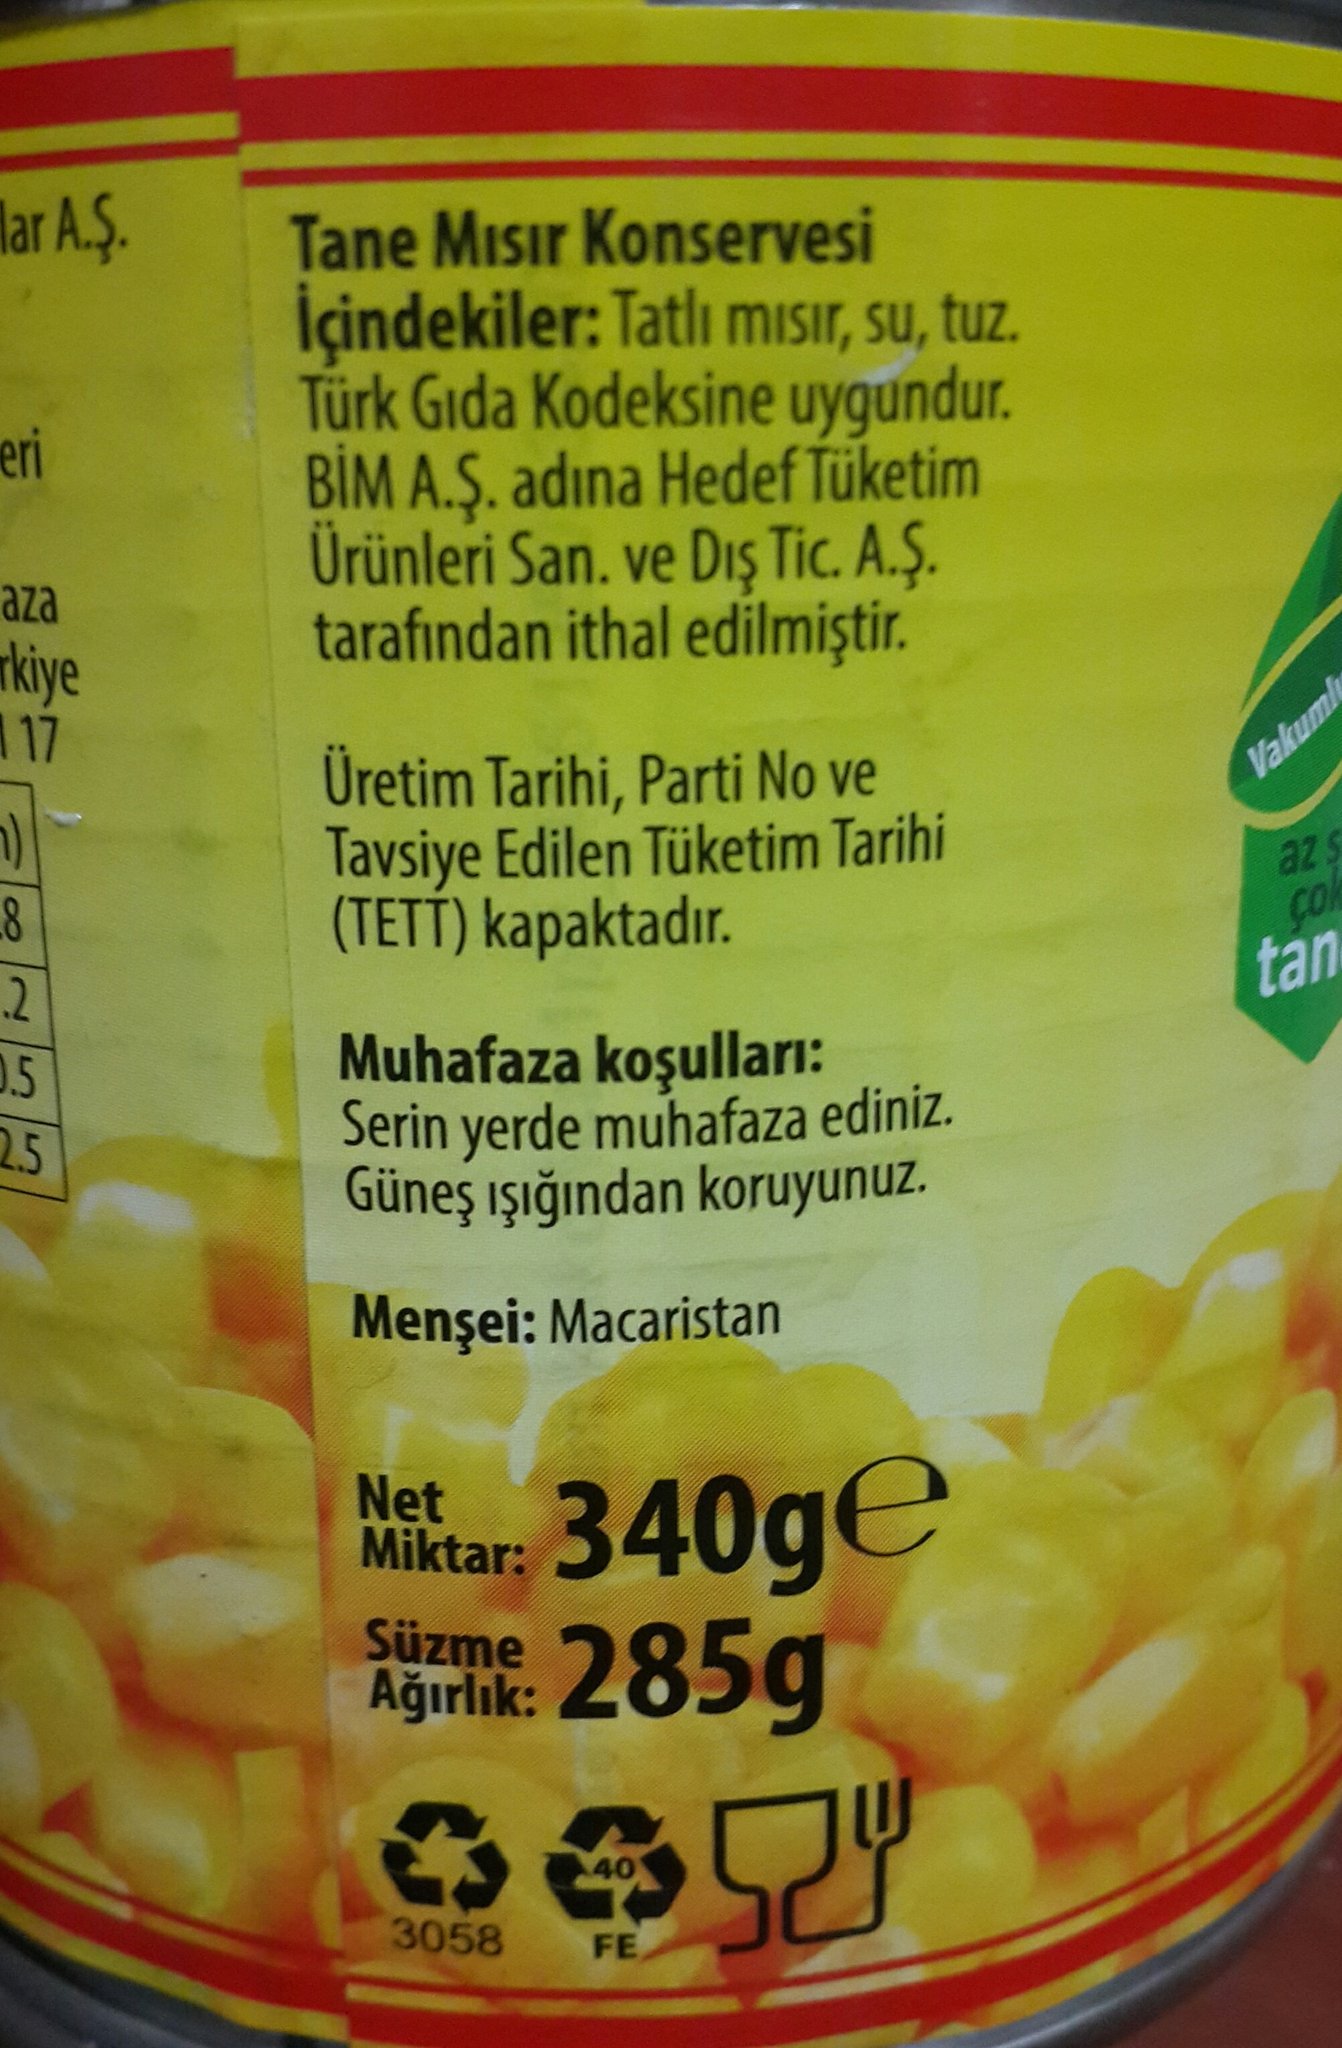 lar A.Ş.
eri
aza
rkiye
17
.8
.2
0.5
2.5
Tane Mısır Konservesi
İçindekiler: Tatlı mısır, su, tuz.
Türk Gıda Kodeksine uygundur.
BİM A.Ş. adına Hedef Tüketim
Ürünleri San. ve Dış Tic. A.Ş.
tarafından ithal edilmiştir.
Üretim Tarihi, Parti No ve
Tavsiye Edilen Tüketim Tarihi
(TETT) kapaktadır.
Muhafaza koşulları:
Serin yerde muhafaza ediniz.
Güneş ışığından koruyunuz.
Menşei: Macaristan
Net
Miktar: 340g e
Süzme
Ağırlık: 285g
3058
40
FE
Vakumlu
az s
çok
tan